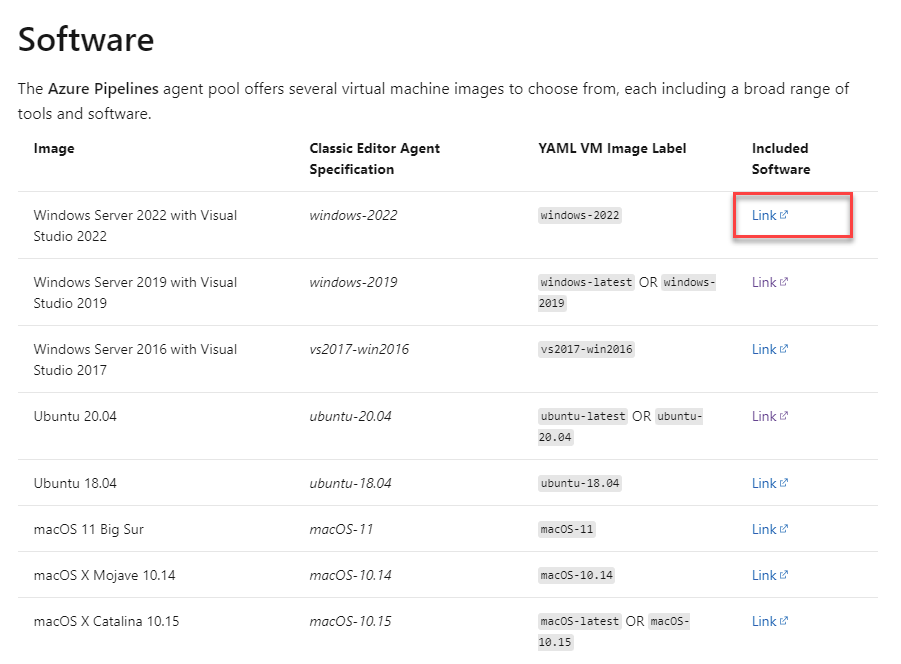 Software
The Azure Pipelines agent pool offers several virtual machine images to choose from, each including a broad range of
tools and software.
Image Classic Editor Agent Specification YAML VM Image Label Included Software
Windows Server 2022 with Visual Studio 2022 windows-2022 windows-2022 Link
Windows Server 2019 with Visual Studio 2019 windows-2019 windows-latest OR windows-2019 Link
Windows Server 2016 with Visual Studio 2017 vs2017-win2016 vs2017-win2016 Link
Ubuntu 20.04 ubuntu-20.04 ubuntu-latest OR ubuntu-20.04 Link
Ubuntu 18.04 ubuntu-18.04 ubuntu-18.04 Link
macOS 11 Big Sur macOS-11 macOS-11 Link
macOS X Mojave 10.14 macOS-10.14 macOS-10.14 Link
macOS X Catalina 10.15 macOS-10.15 macOS-latest OR macOS-10.15 Link